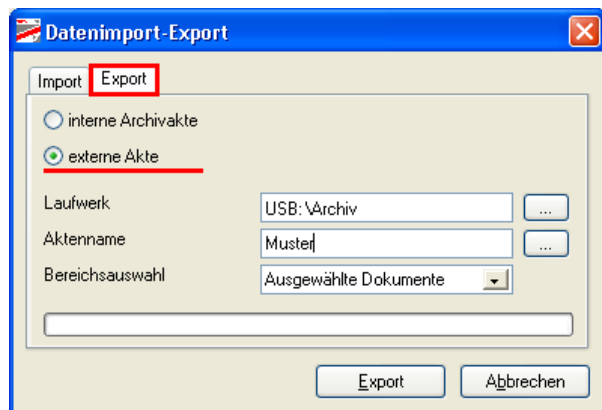 Datenimport-Export
Import Export
interne Archivakte
externe Akte
Laufwerk USB:\Archiv ...
Aktenname Muster ...
Bereichsauswahl Ausgewählte Dokumente
Export Abbrechen